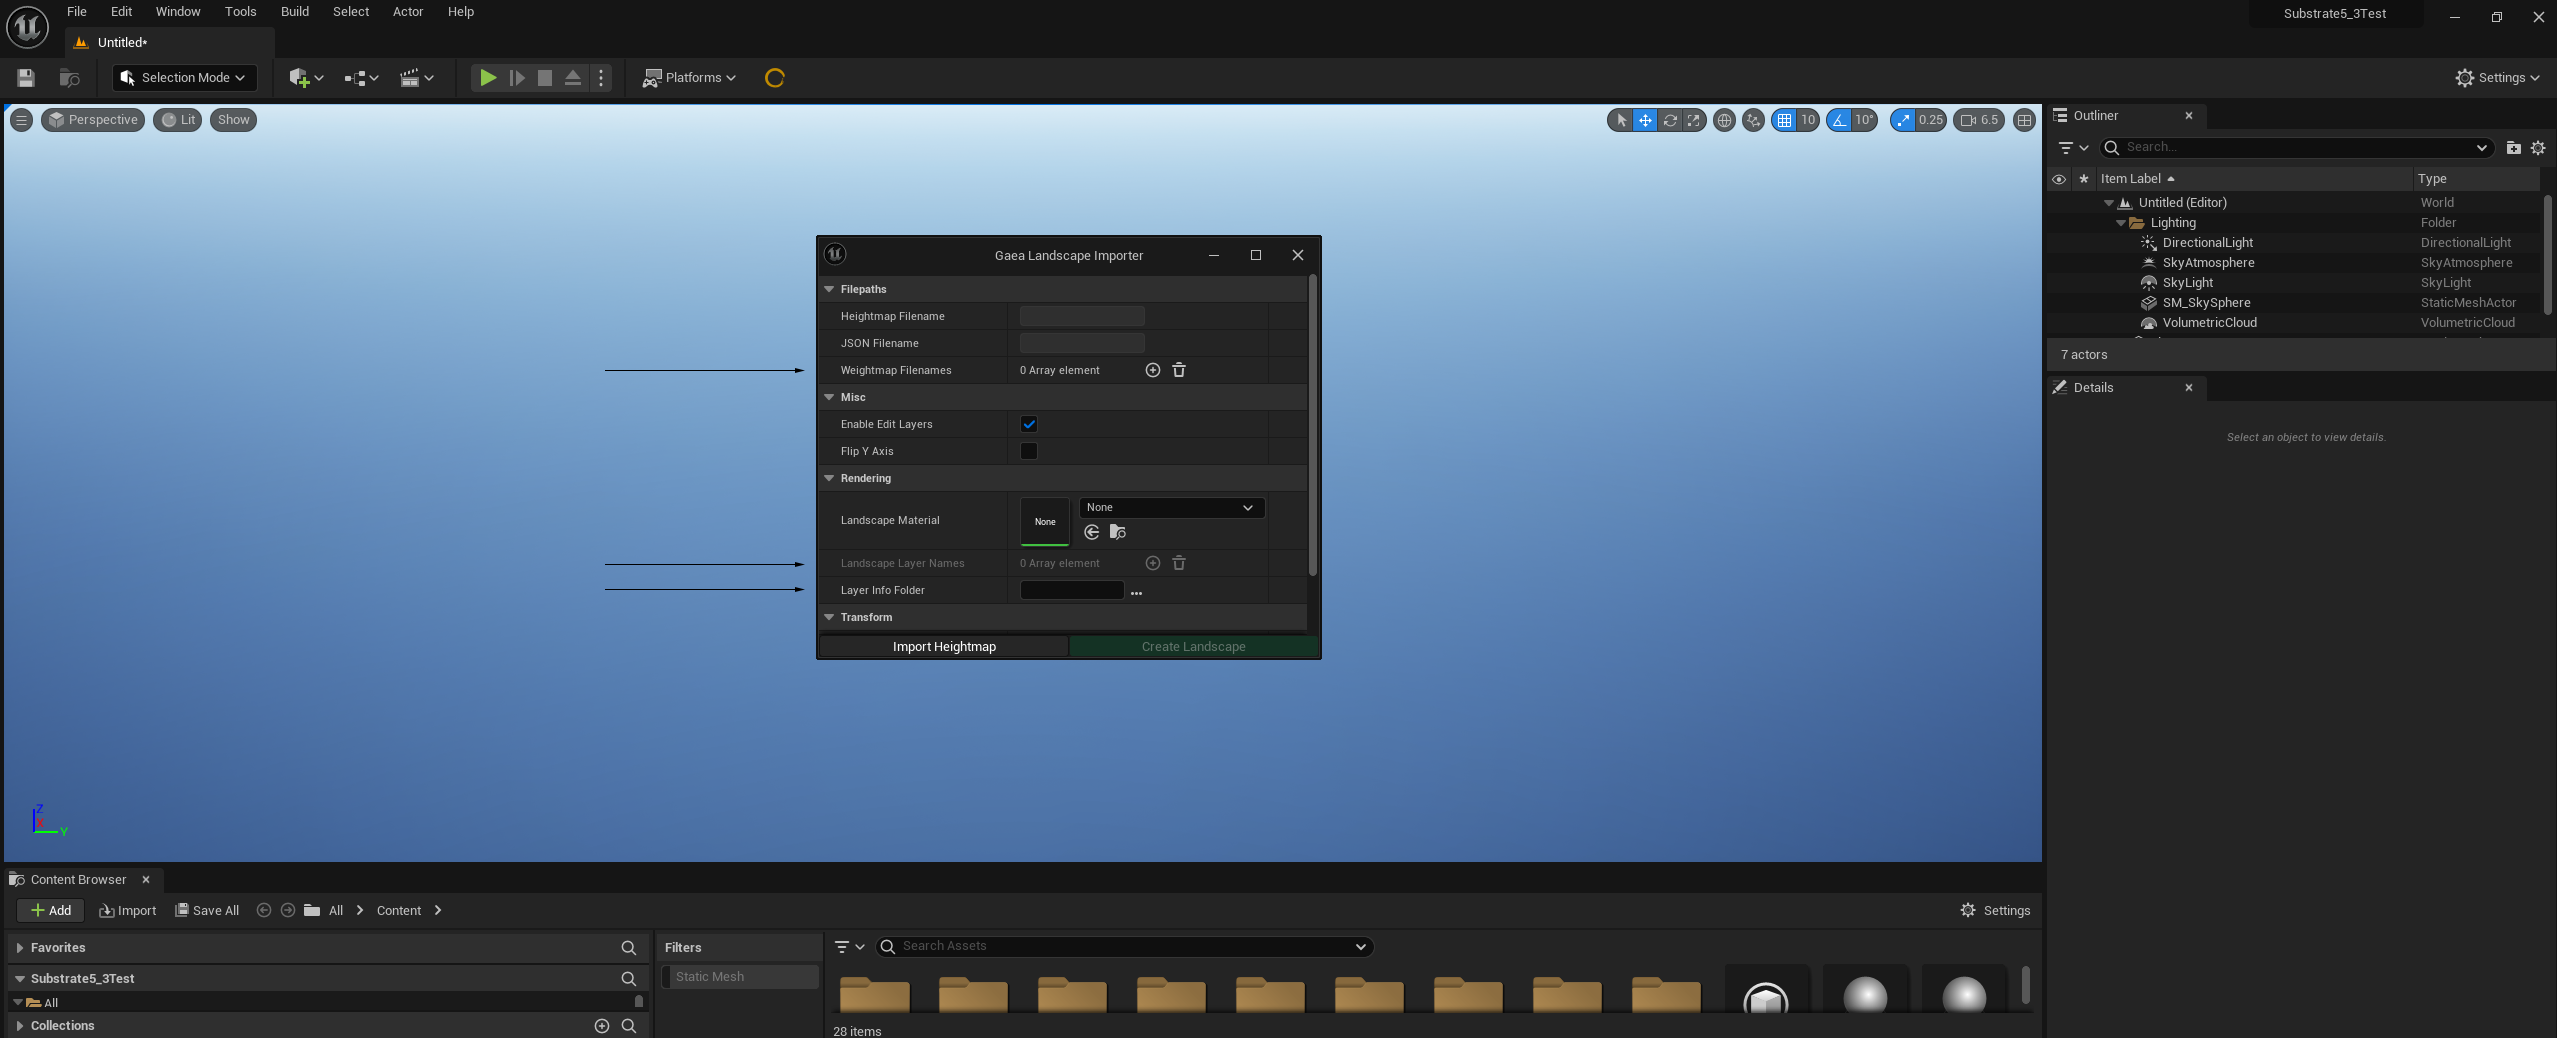 File Edit Window Tools Build Select Actor Help
Substrate5_3Test
Untitled*
Selection Mode
Platforms
Settings
Perspective Lit Show
10 10° 0.25 6.5
Outliner
Search...
Item Label Type
Untitled (Editor) World
Lighting Folder
DirectionalLight DirectionalLight
SkyAtmosphere SkyAtmosphere
SkyLight SkyLight
SM_SkySphere StaticMeshActor
VolumetricCloud VolumetricCloud
7 actors
Details
Select an object to view details.
Gaea Landscape Importer
Filepaths
Heightmap Filename
JSON Filename
Weightmap Filenames 0 Array element
Misc
Enable Edit Layers
Flip Y Axis
Rendering
Landscape Material None None
Landscape Layer Names 0 Array element
Layer Info Folder
Transform
Import Heightmap Create Landscape
Z
X
Y
Content Browser
Add Import Save All All Content Settings
Favorites
Substrate5_3Test
All
Collections
Filters
Static Mesh
Search Assets
28 items